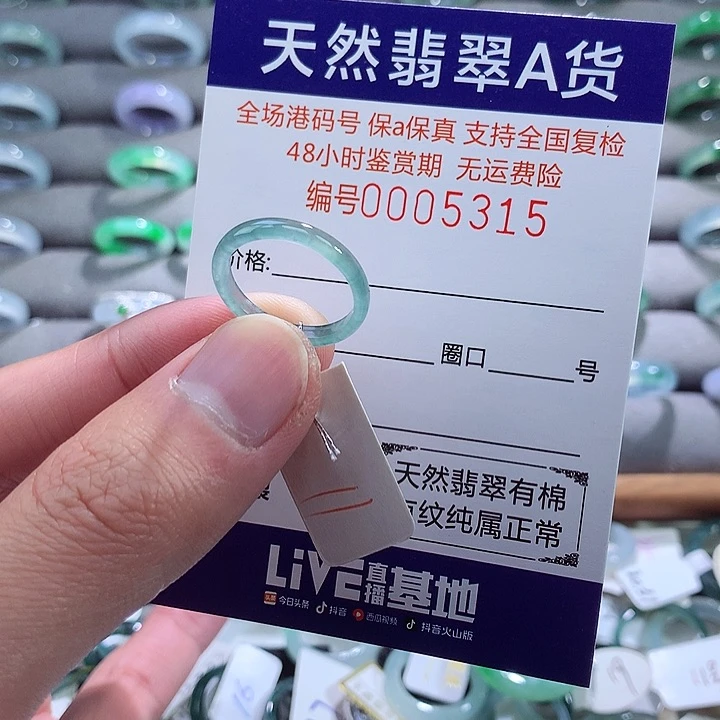 天然翡翠A货
全场港码号 保a保真 支持全国复检
48小时鉴赏期 无运费险
编号0005315
价格:
圈口 号
天然翡翠有棉
纹纯属正常
LiVE直播基地
今日头条 抖音 西瓜视频 抖音火山版
16